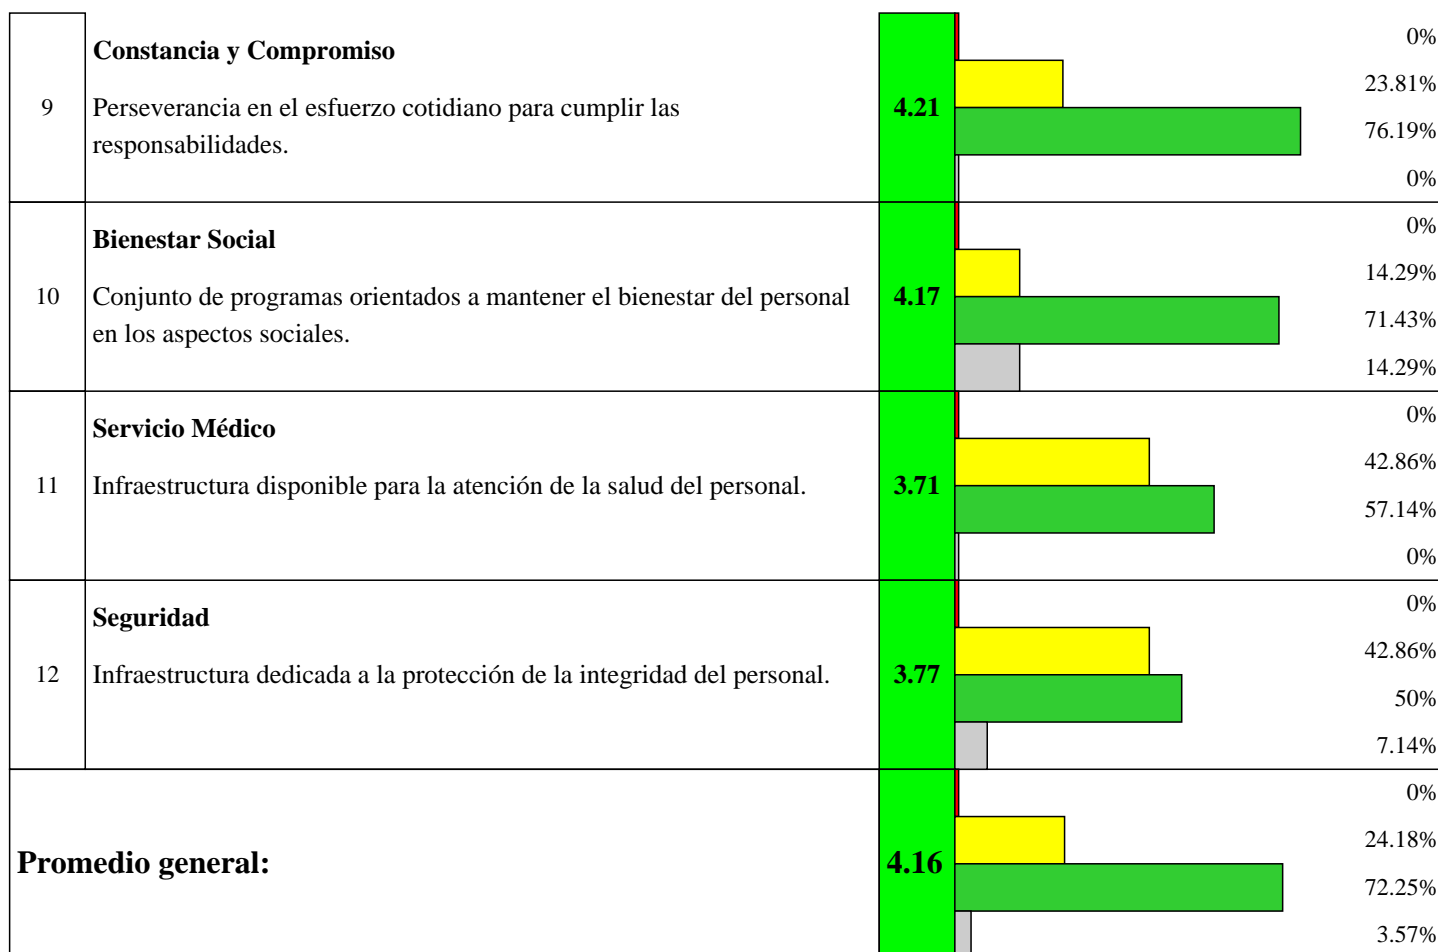 9
Constancia y Compromiso
Perseverancia en el esfuerzo cotidiano para cumplir las
responsabilidades.
4.21
0%
23.81%
76.19%
0%
10
Bienestar Social
Conjunto de programas orientados a mantener el bienestar del personal
en los aspectos sociales.
4.17
0%
14.29%
71.43%
14.29%
11
Servicio Médico
Infraestructura disponible para la atención de la salud del personal.
3.71
0%
42.86%
57.14%
0%
12
Seguridad
Infraestructura dedicada a la protección de la integridad del personal.
3.77
0%
42.86%
50%
7.14%
Promedio general:
4.16
0%
24.18%
72.25%
3.57%